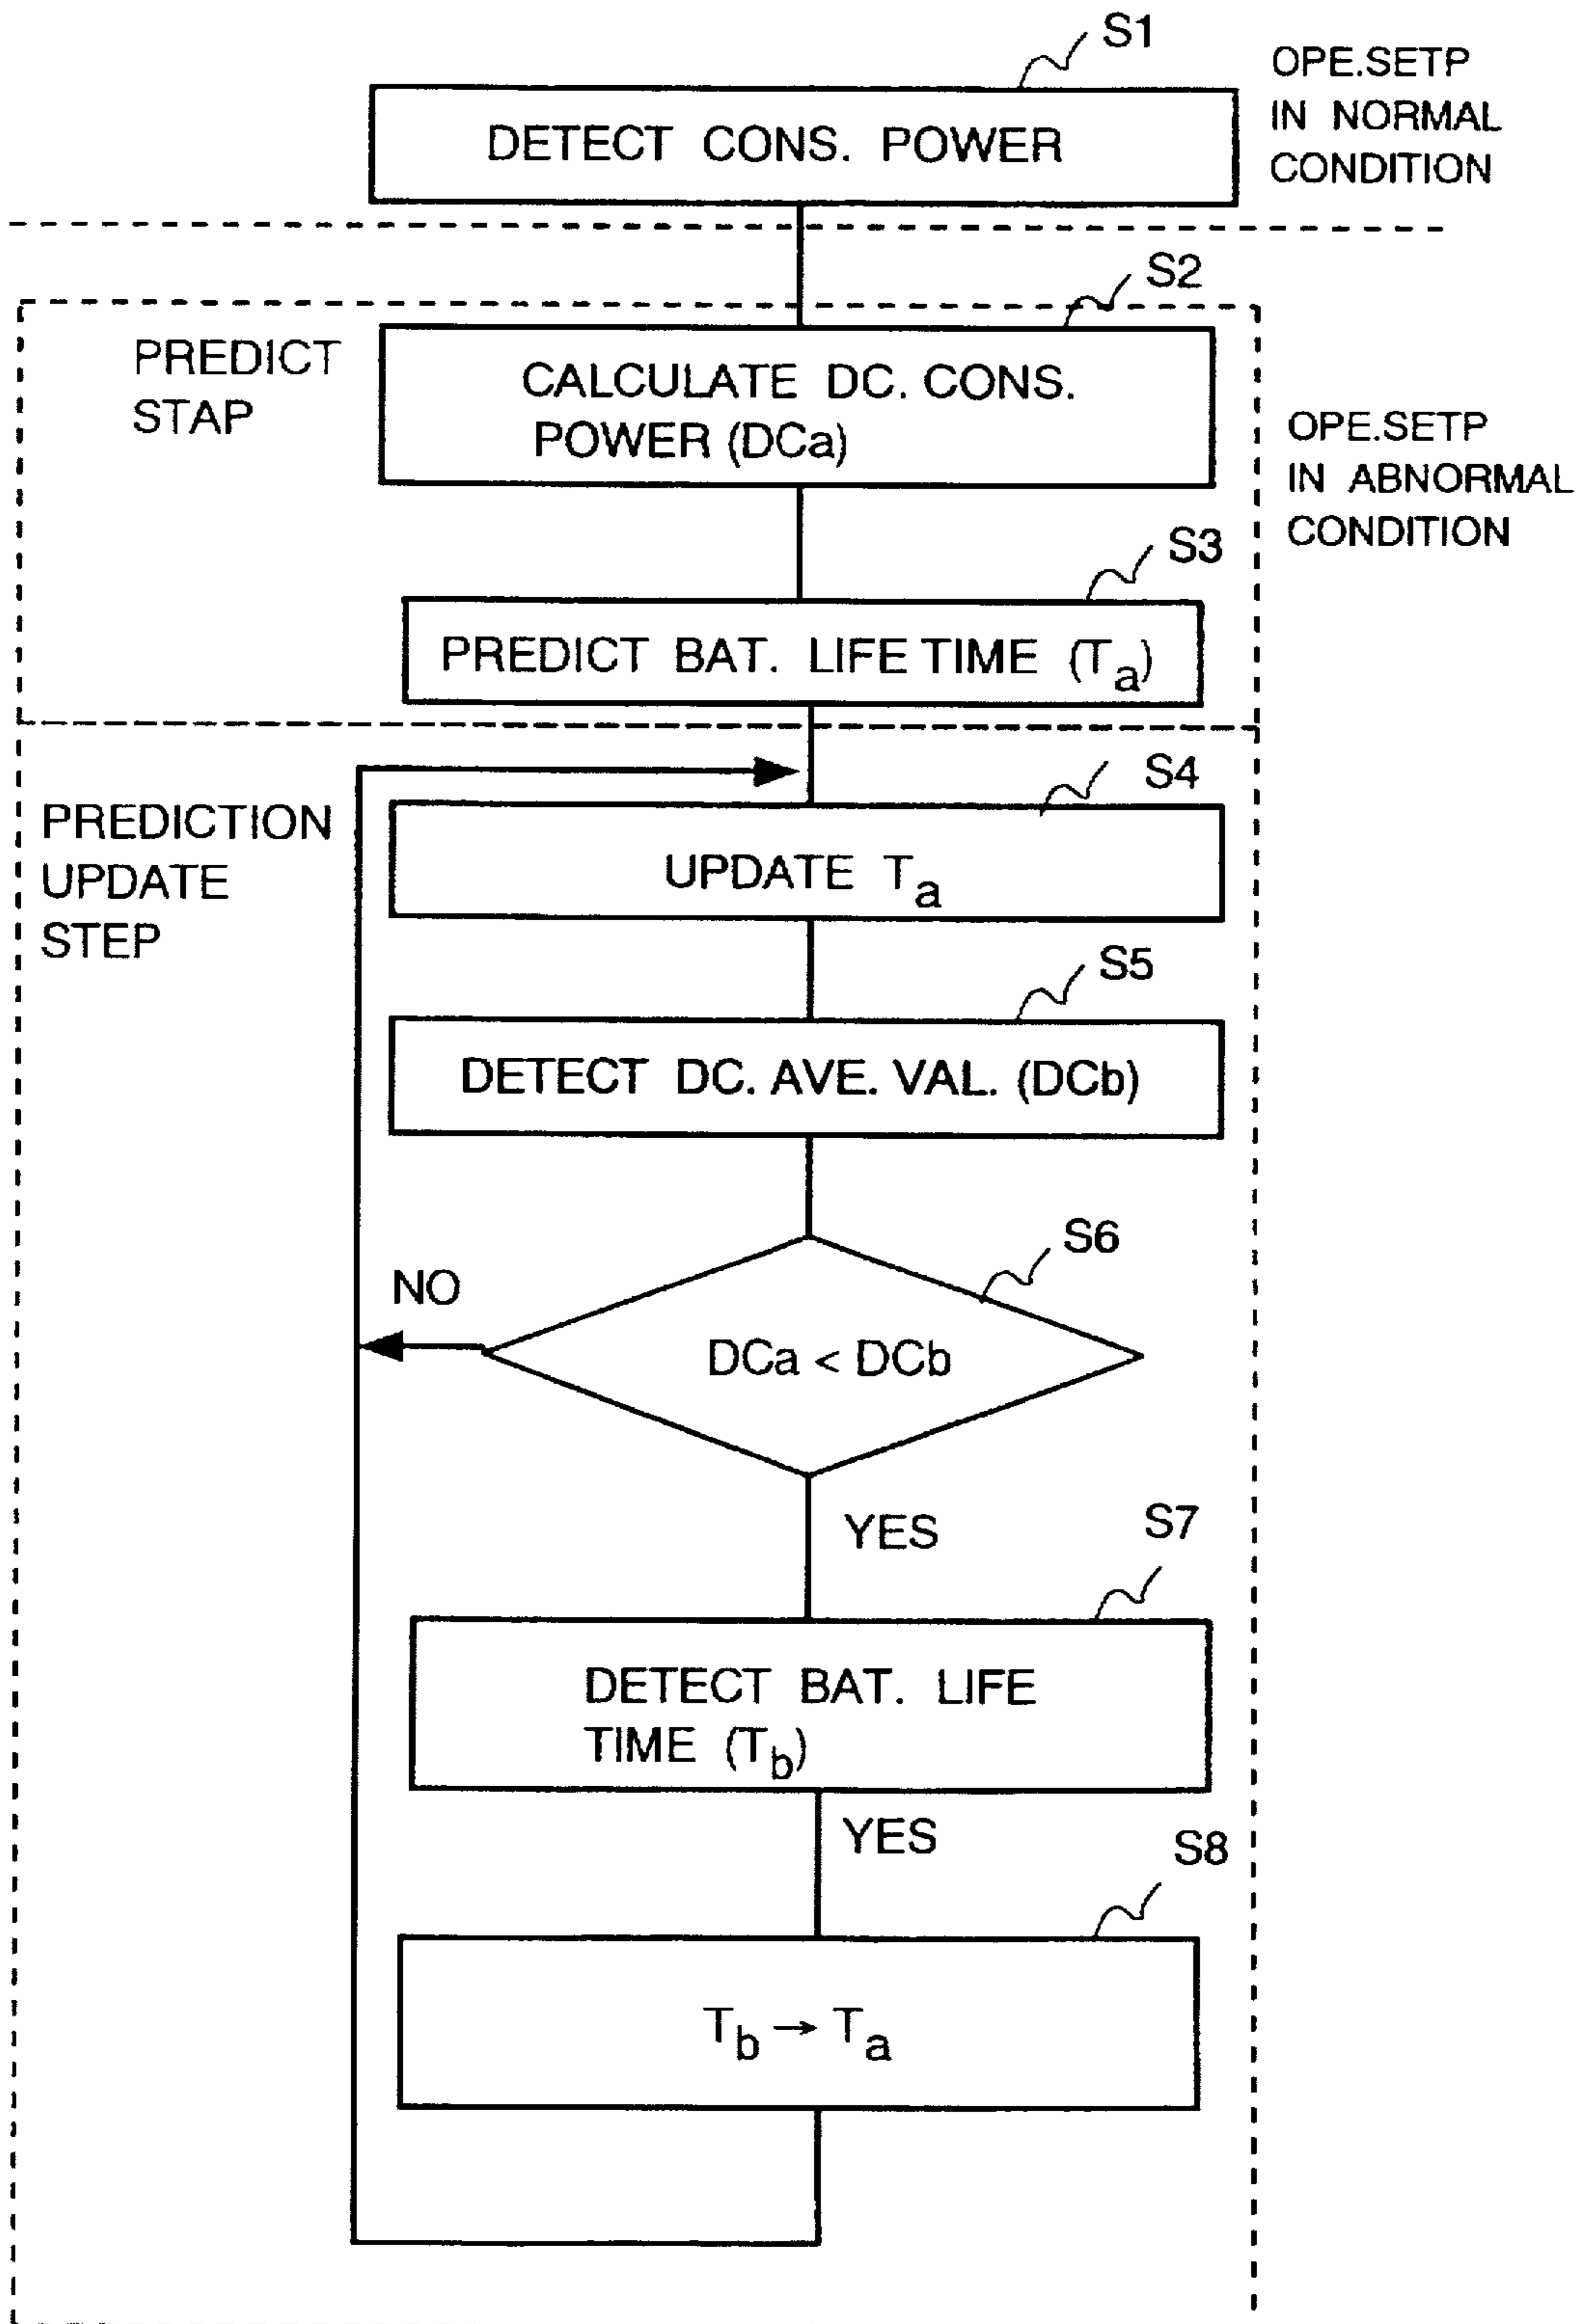 S1
OPE.SETP
IN NORMAL
CONDITION
DETECT CONS. POWER
S2
PREDICT
STAP
CALCULATE DC. CONS.
POWER (DCa)
OPE.SETP
IN ABNORMAL
CONDITION
S3
PREDICT BAT. LIFE TIME (Ta)
S4
PREDICTION
UPDATE
STEP
UPDATE Ta
S5
DETECT DC. AVE. VAL. (DCb)
S6
NO
DCa < DCb
YES
S7
DETECT BAT. LIFE
TIME (Tb)
YES
S8
Tb → Ta